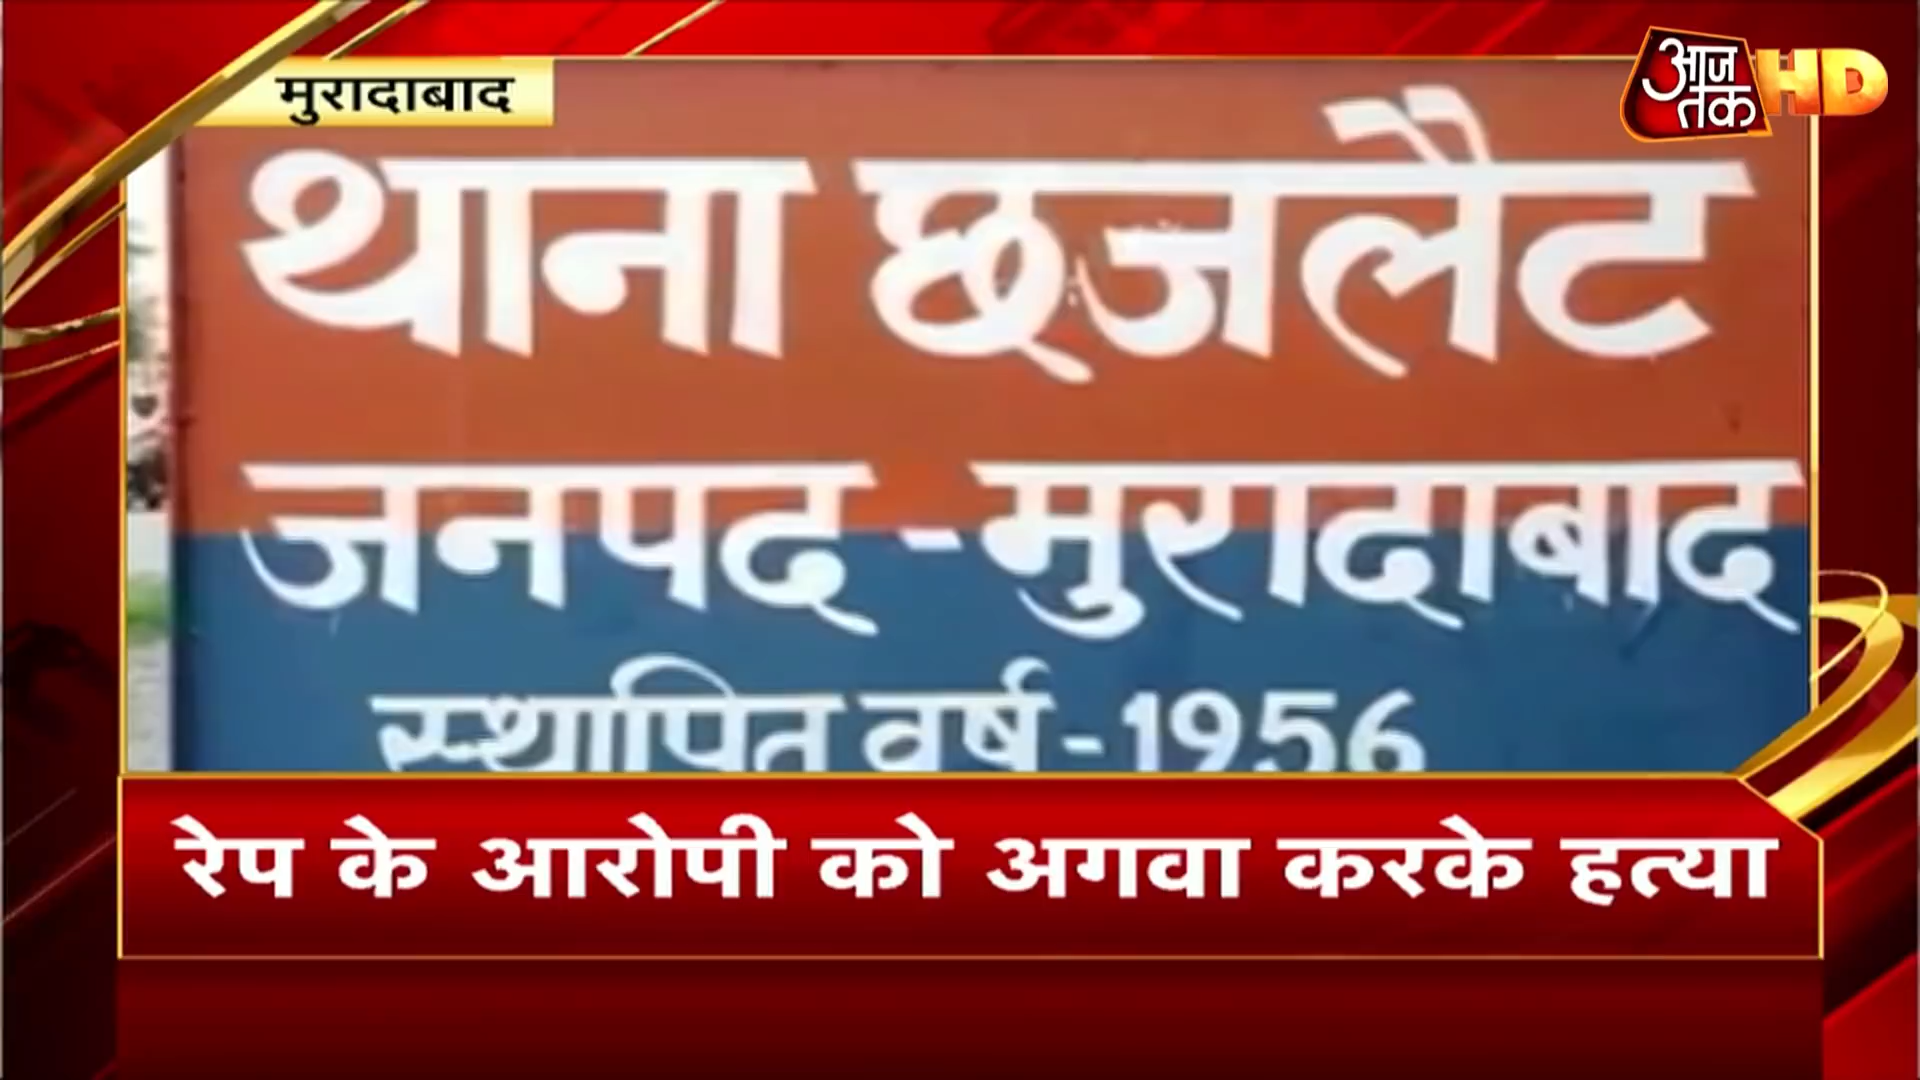 मुरादाबाद
आज तक HD
थाना छजलैट
जनपद - मुरादाबाद
स्थापित वर्ष - 1956
रेप के आरोपी को अगवा करके हत्या